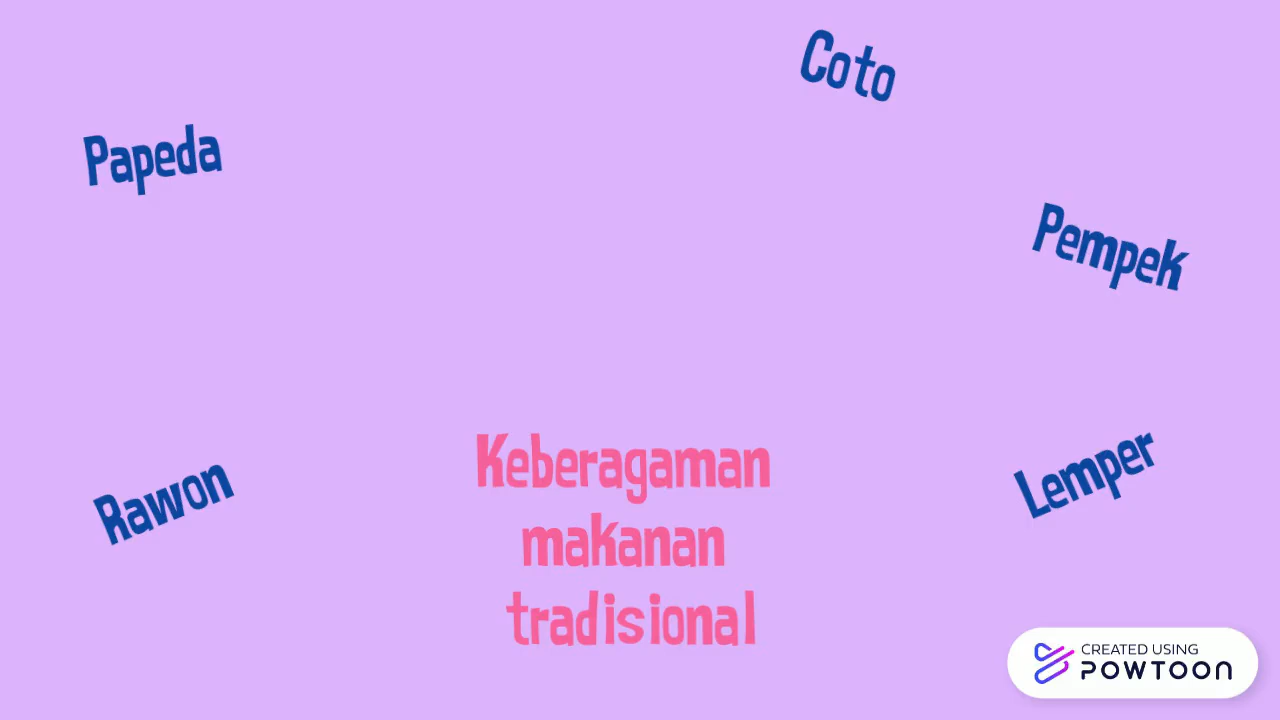 Coto
Papeda
Pempek
Rawon
Lemper
Keberagaman
makanan
tradisional
CREATED USING
POWTOON